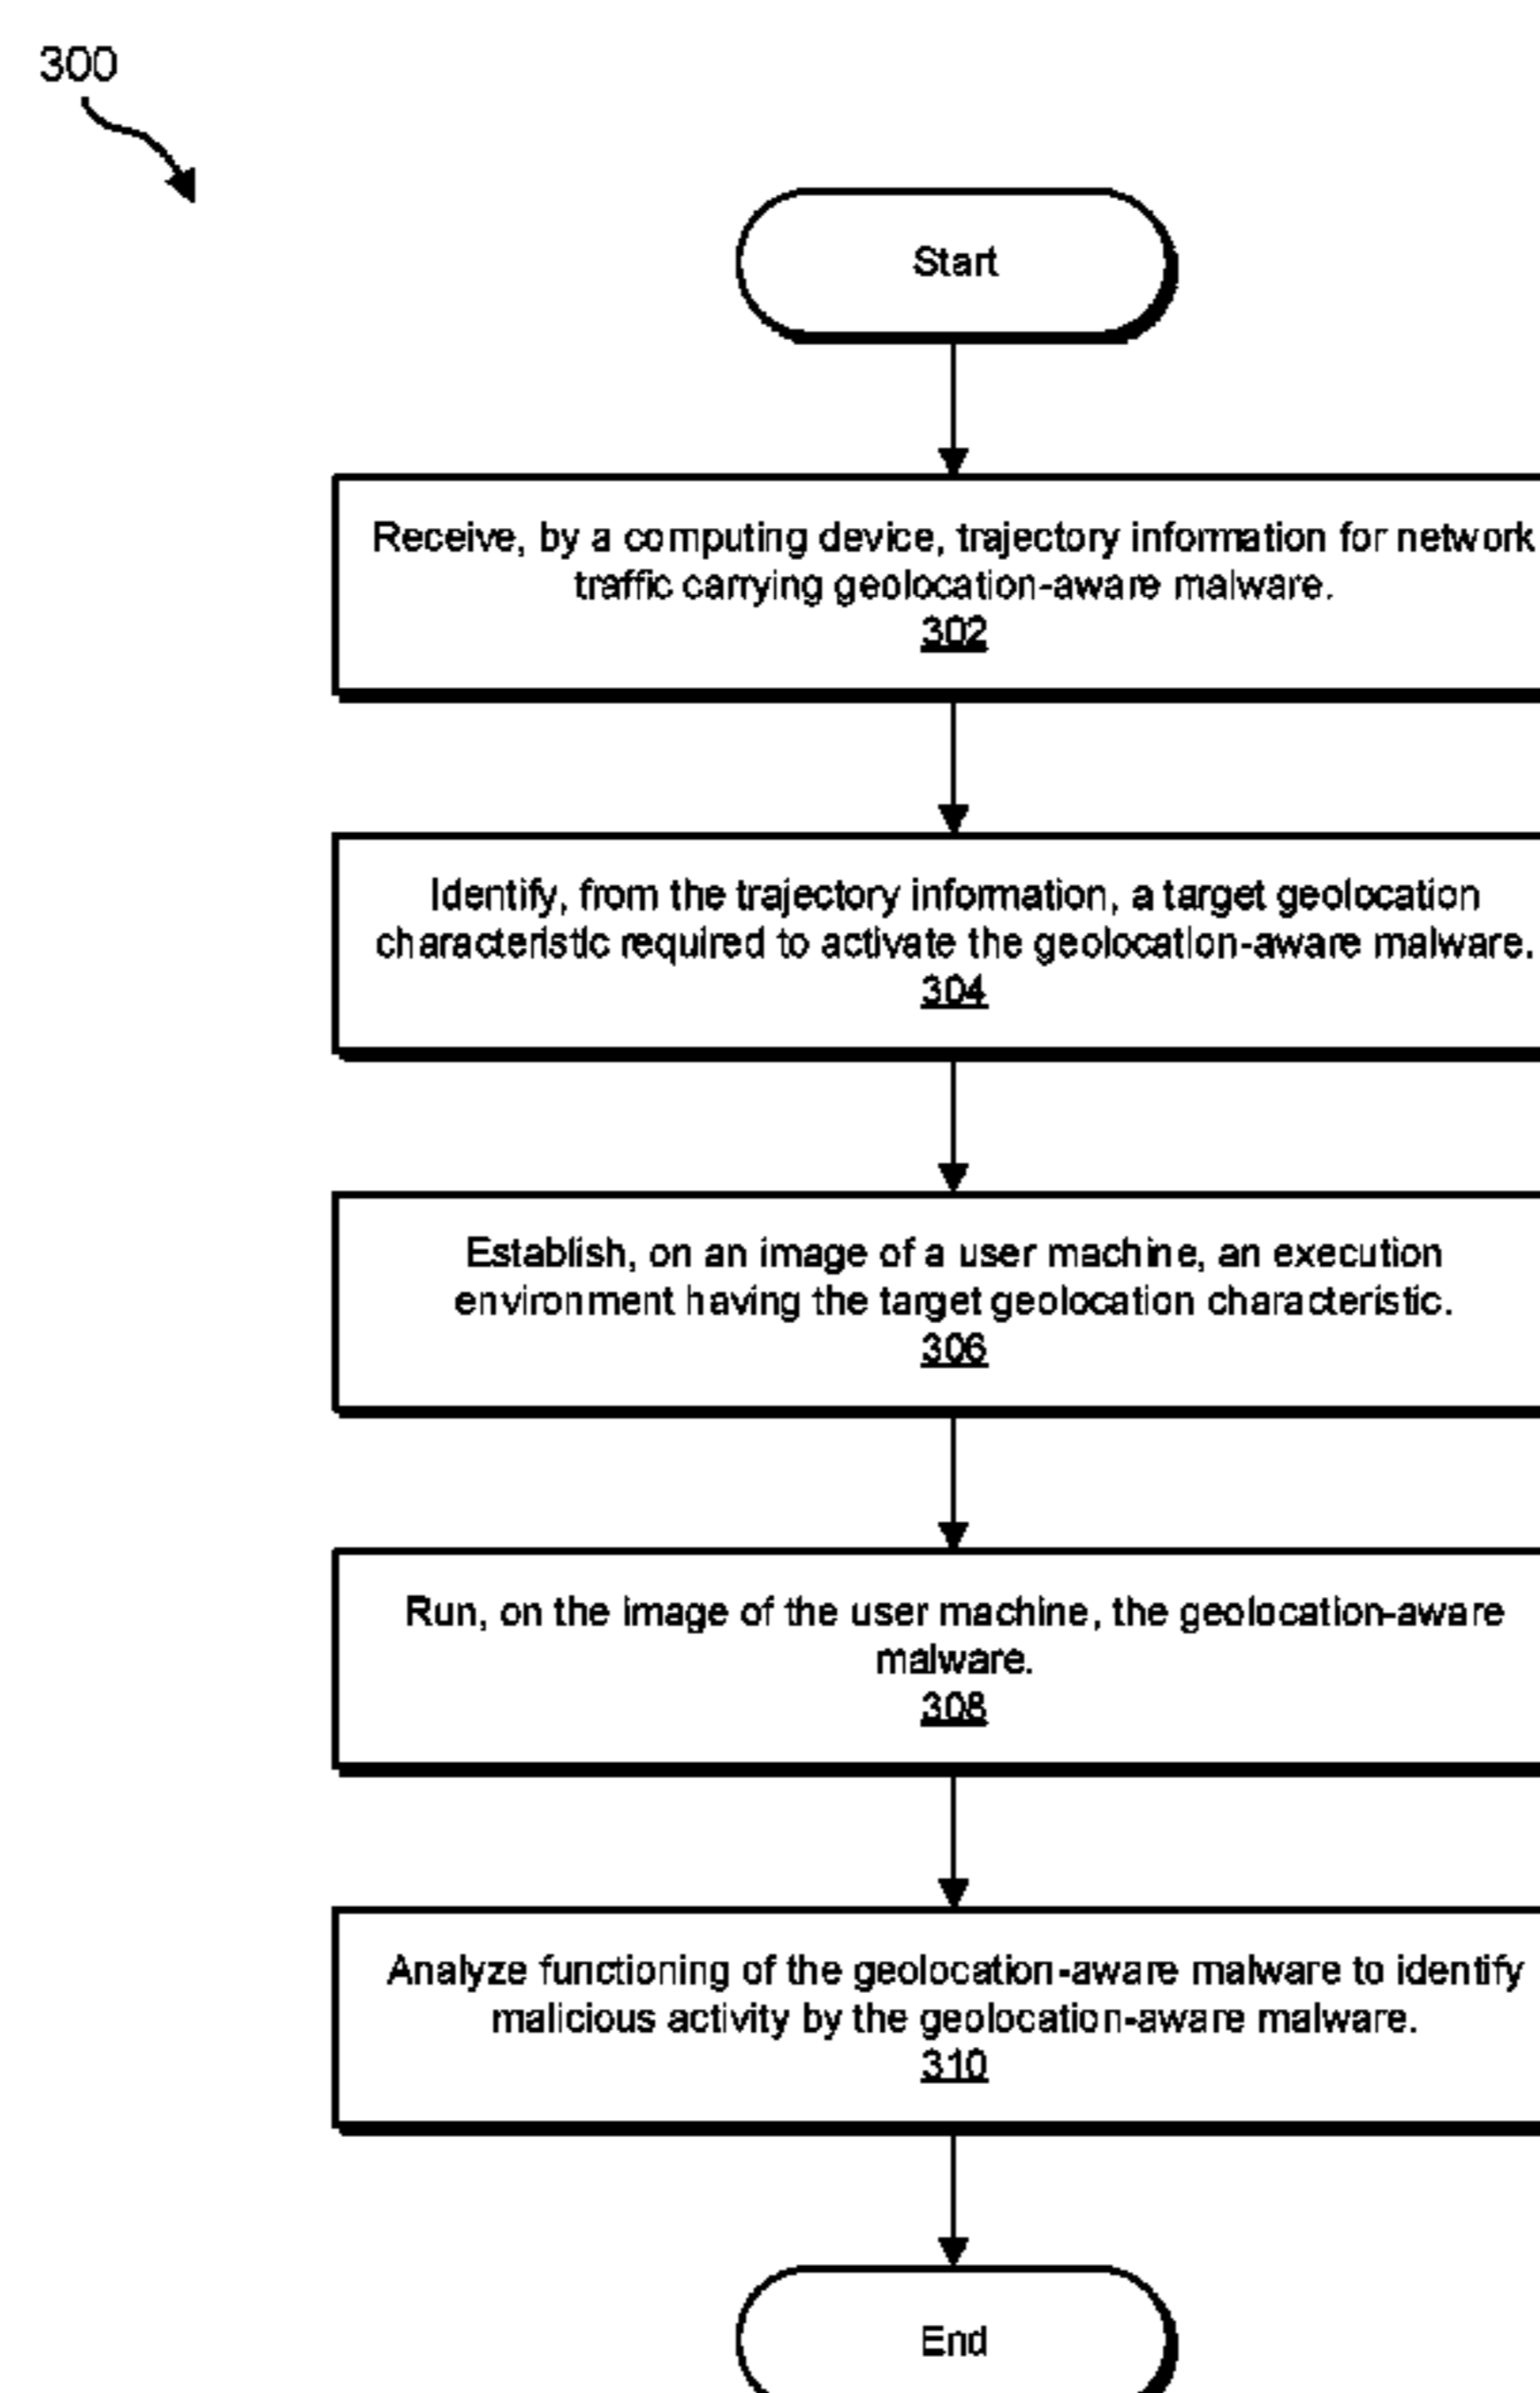 300
Start
Receive, by a computing device, trajectory information for network
traffic carrying geolocation-aware malware.
302
Identify, from the trajectory information, a target geolocation
characteristic required to activate the geolocation-aware malware.
304
Establish, on an image of a user machine, an execution
environment having the target geolocation characteristic.
306
Run, on the image of the user machine, the geolocation-aware
malware.
308
Analyze functioning of the geolocation-aware malware to identify
malicious activity by the geolocation-aware malware.
310
End